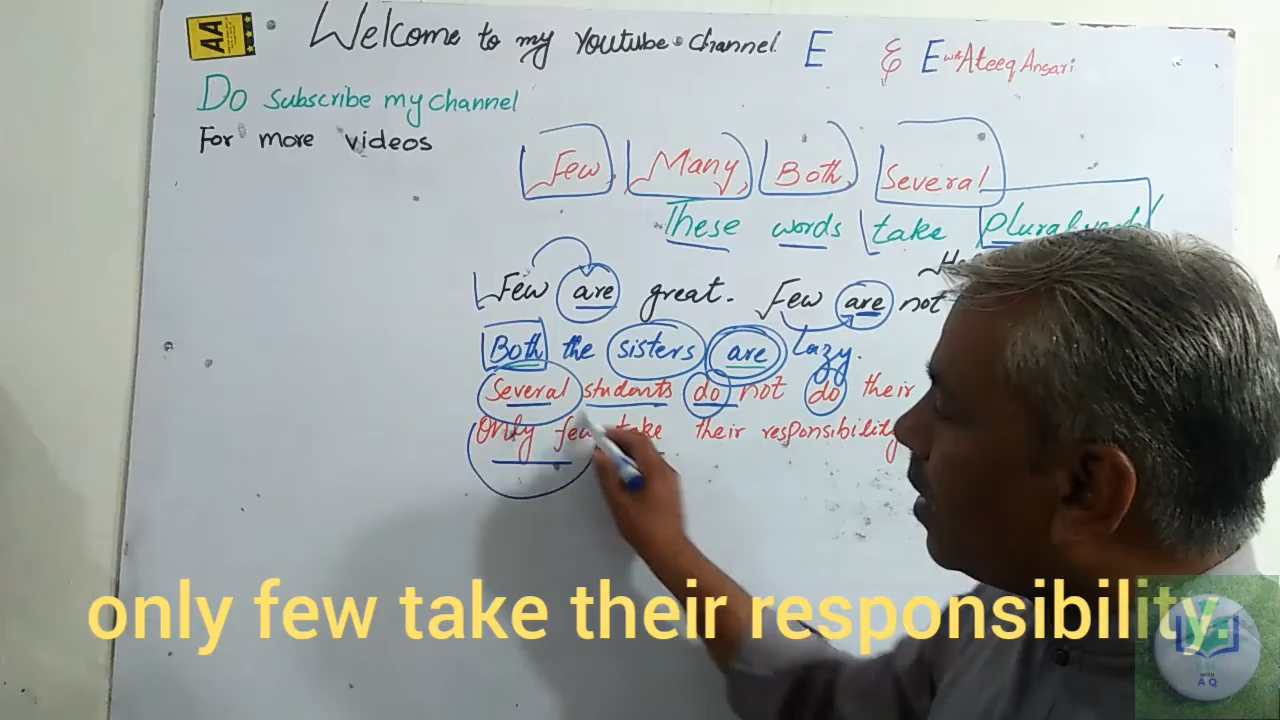 AA
Welcome to my YouTube channel E & E with Ateeq Ansari
Do Subscribe my channel
For more videos
Few, Many, Both, Several
These words take Plural
Few are great. Few are not
Both the sisters are Lazy.
Several students do not do their
Only few take their responsibility
only few take their responsibility.
WITH
AQ